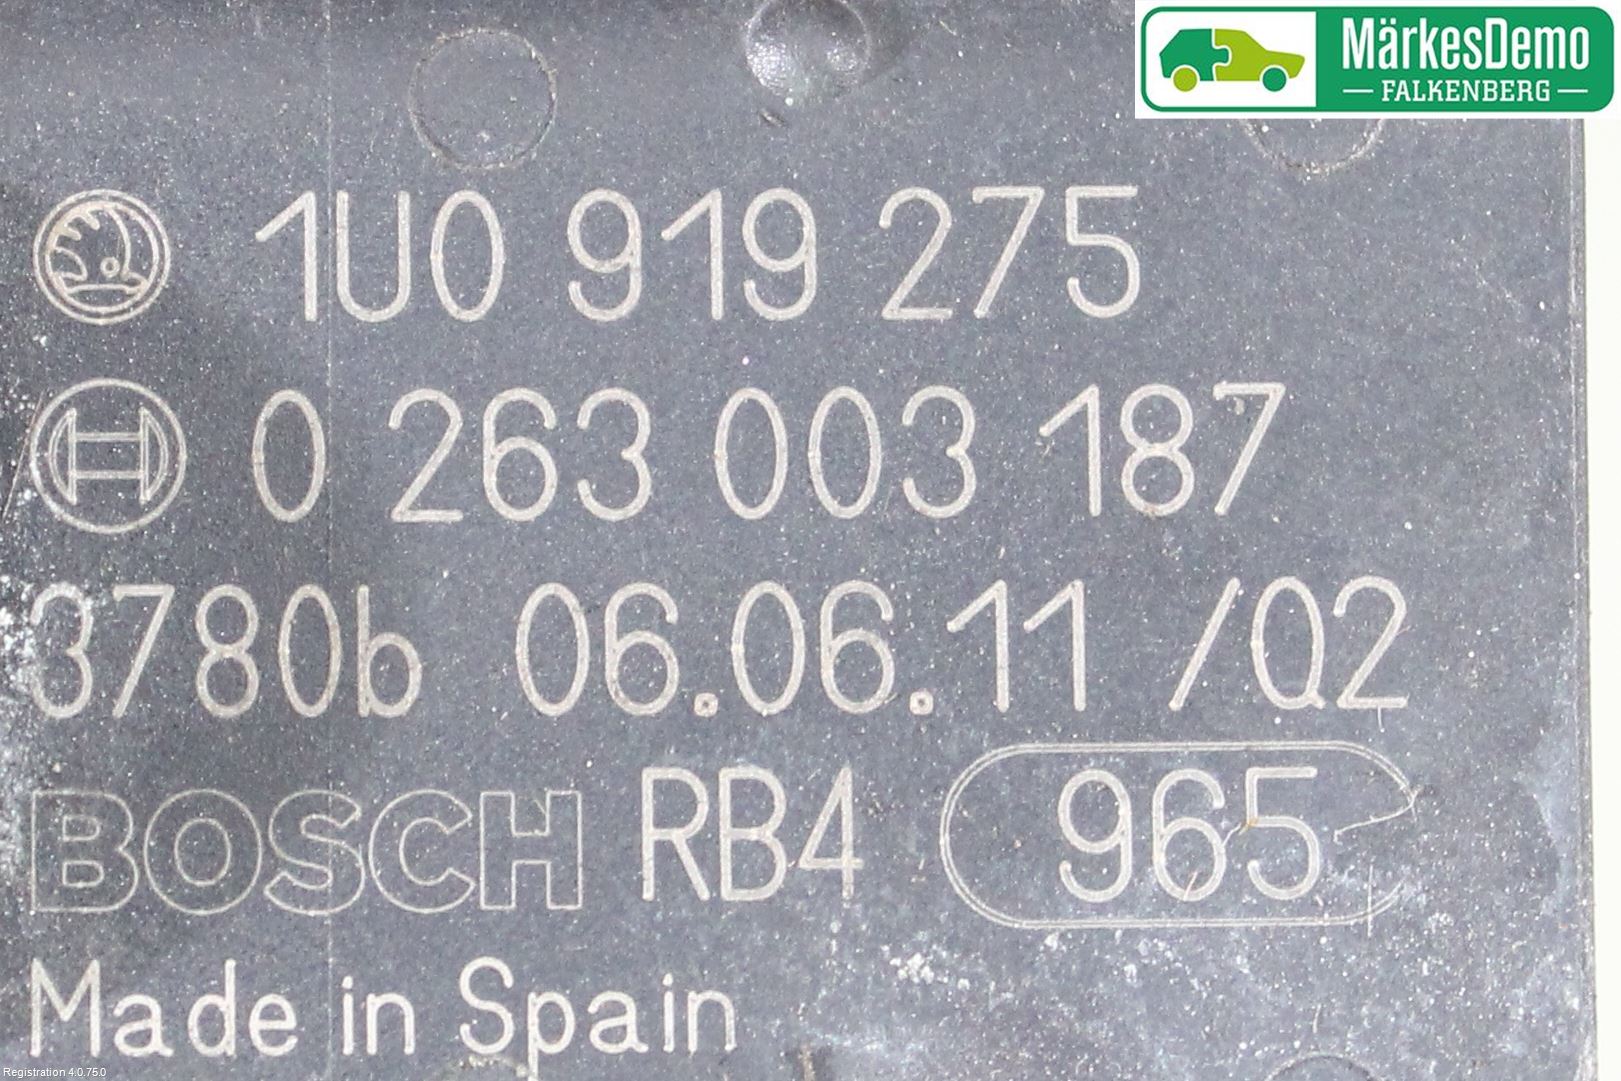 MärkesDemo
FALKENBERG
1U0 919 275
0 263 003 187
3780b 06.06.11 /Q2
BOSCH RB4 965
Made in Spain
Registration 4.0.75.0